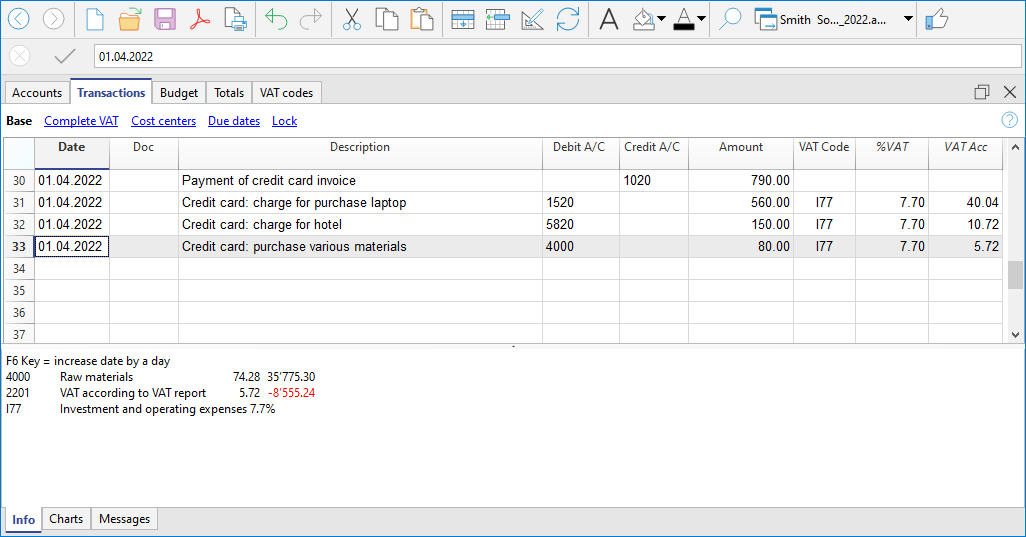 Smith So..._2022.a...
01.04.2022
Accounts Transactions Budget Totals VAT codes
Base Complete VAT Cost centers Due dates Lock
Date Doc Description Debit A/C Credit A/C Amount VAT Code %VAT VAT Acc
30 01.04.2022 Payment of credit card invoice 1020 790.00
31 01.04.2022 Credit card: charge for purchase laptop 1520 560.00 I77 7.70 40.04
32 01.04.2022 Credit card: charge for hotel 5820 150.00 I77 7.70 10.72
33 01.04.2022 Credit card: purchase various materials 4000 80.00 I77 7.70 5.72
34
35
36
37
F6 Key = increase date by a day
4000 Raw materials 74.28 35'775.30
2201 VAT according to VAT report 5.72 -8'555.24
I77 Investment and operating expenses 7.7%
Info Charts Messages